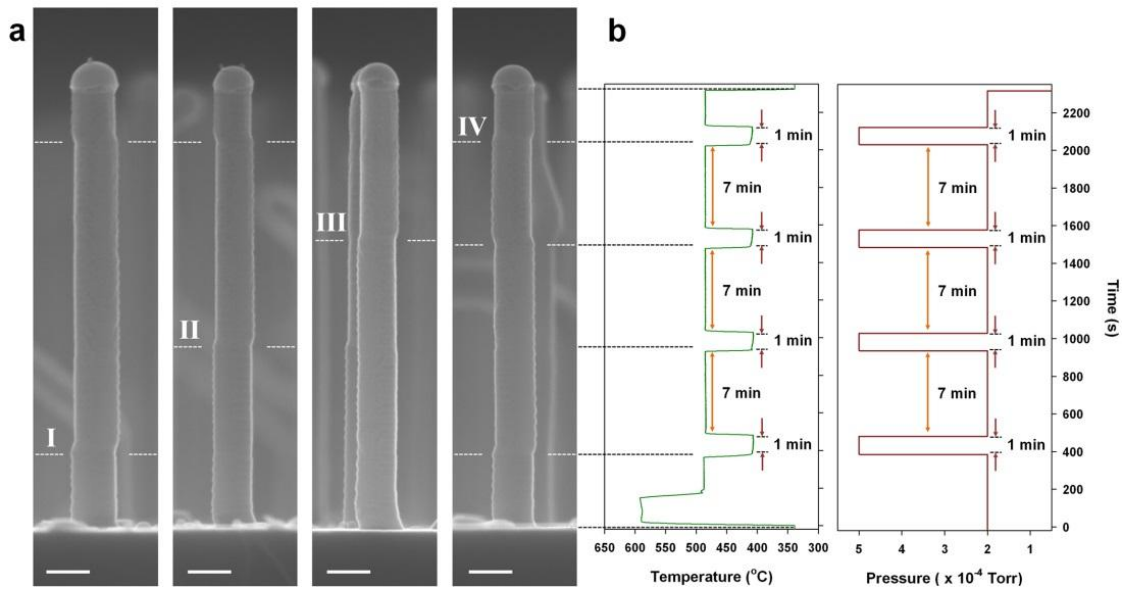 a
b
I
II
III
IV
1 min
7 min
1 min
7 min
1 min
7 min
1 min
650 600 550 500 450 400 350 300
Temperature (°C)
1 min
7 min
1 min
7 min
1 min
7 min
1 min
5 4 3 2 1
Pressure ( x 10-4 Torr)
2200
2000
1800
1600
1400
1200
1000
800
600
400
200
0
Time (s)